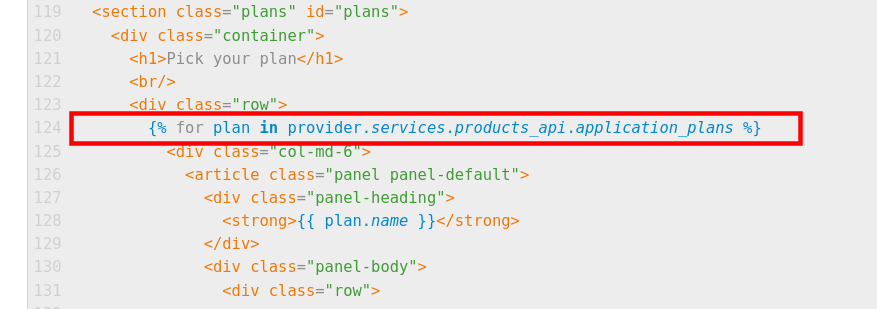 119 <section class="plans" id="plans">
120 <div class="container">
121 <h1>Pick your plan</h1>
122 <br/>
123 <div class="row">
124 {% for plan in provider.services.products_api.application_plans %}
125 <div class="col-md-6">
126 <article class="panel panel-default">
127 <div class="panel-heading">
128 <strong>{{ plan.name }}</strong>
129 </div>
130 <div class="panel-body">
131 <div class="row">